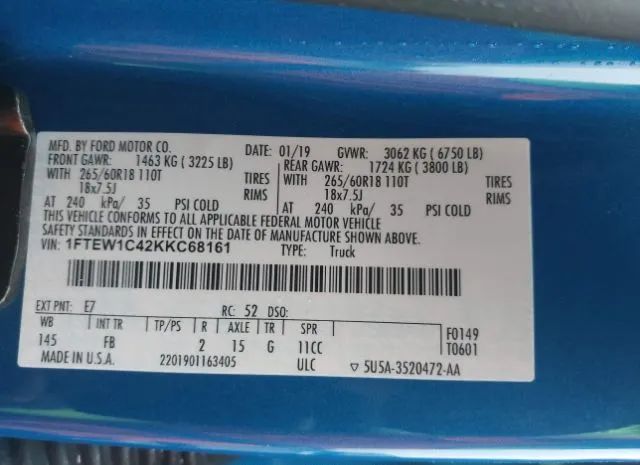 MFD. BY FORD MOTOR CO.
DATE: 01/19 GVWR: 3062 KG ( 6750 LB)
FRONT GAWR: 1463 KG ( 3225 LB)
REAR GAWR: 1724 KG ( 3800 LB)
WITH 265/60R18 110T TIRES
WITH 265/60R18 110T TIRES
18x7.5J RIMS
18x7.5J RIMS
AT 240 kPa/ 35 PSI COLD
AT 240 kPa/ 35 PSI COLD
THIS VEHICLE CONFORMS TO ALL APPLICABLE FEDERAL MOTOR VEHICLE
SAFETY STANDARDS IN EFFECT ON THE DATE OF MANUFACTURE SHOWN ABOVE.
VIN: 1FTEW1C42KKC68161
TYPE: Truck
EXT PNT: E7 RC: 52 DSO:
WB INT TR TP/PS R AXLE TR SPR F0149
145 FB 2 15 G 11CC T0601
MADE IN U.S.A. 2201901163405 ULC ▽ 5U5A-3520472-AA